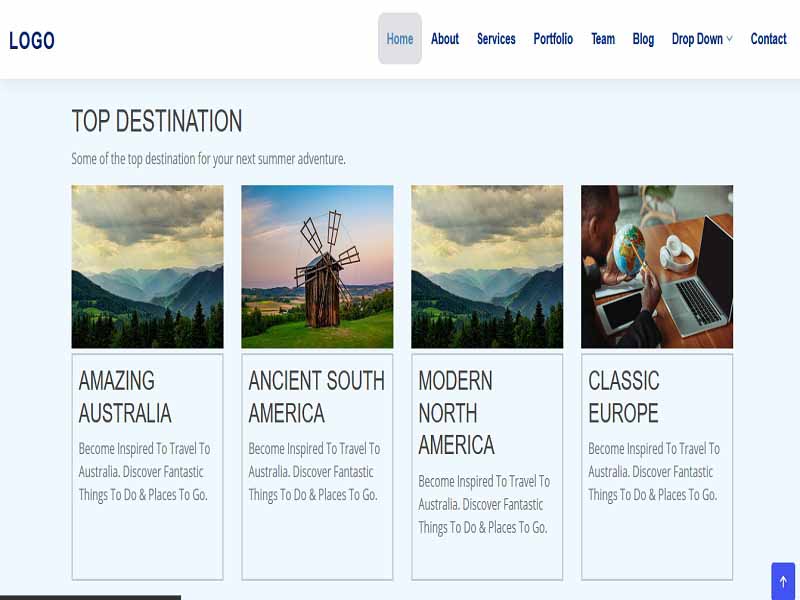 LOGO
Home About Services Portfolio Team Blog Drop Down Contact
TOP DESTINATION
Some of the top destination for your next summer adventure.
AMAZING
AUSTRALIA
Become Inspired To Travel To
Australia. Discover Fantastic
Things To Do & Places To Go.
ANCIENT SOUTH
AMERICA
Become Inspired To Travel To
Australia. Discover Fantastic
Things To Do & Places To Go.
MODERN
NORTH
AMERICA
Become Inspired To Travel To
Australia. Discover Fantastic
Things To Do & Places To Go.
CLASSIC
EUROPE
Become Inspired To Travel To
Australia. Discover Fantastic
Things To Do & Places To Go.